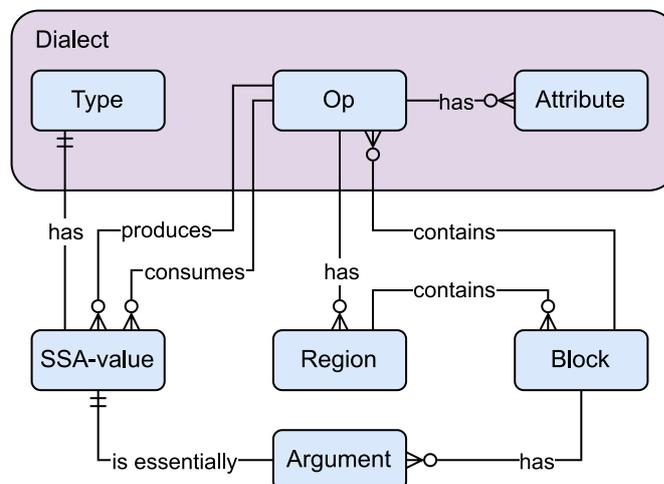 Dialect
Type
Op
has
Attribute
has
produces
contains
consumes
has
contains
SSA-value
Region
Block
is essentially
Argument
has